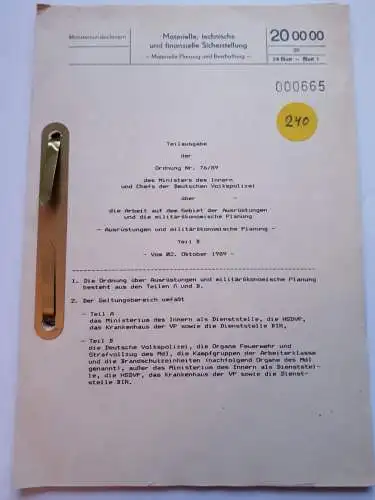 Ministerium des Innern
Materielle, technische
und finanzielle Sicherstellung
– Materielle Planung und Beschaffung –
20 00 00
24 Blatt – Blatt 1
000665
240
Teilausgabe
der
Ordnung Nr. 76/89
des Ministers des Innern
und Chefs der Deutschen Volkspolizei
über
die Arbeit auf dem Gebiet der Ausrüstungen
und die militärökonomische Planung
- Ausrüstungen und militärökonomische Planung -
Teil B
- Vom 02. Oktober 1989 -
1. Die Ordnung über Ausrüstungen und militärökonomische Planung
besteht aus den Teilen A und B.
2. Der Geltungsbereich umfaßt
- Teil A
das Ministerium des Innern als Dienststelle, die HSDVP,
das Krankenhaus der VP sowie die Dienststelle BIR,
- Teil B
die Deutsche Volkspolizei, die Organe Feuerwehr und
Strafvollzug des MdI, die Kampfgruppen der Arbeiterklasse
und die Brandschutzeinheiten (nachfolgend Organe des MdI
genannt), außer das Ministerium des Innern als Dienststel-
le, die HSDVP, das Krankenhaus der VP sowie die Dienst-
stelle BIR.